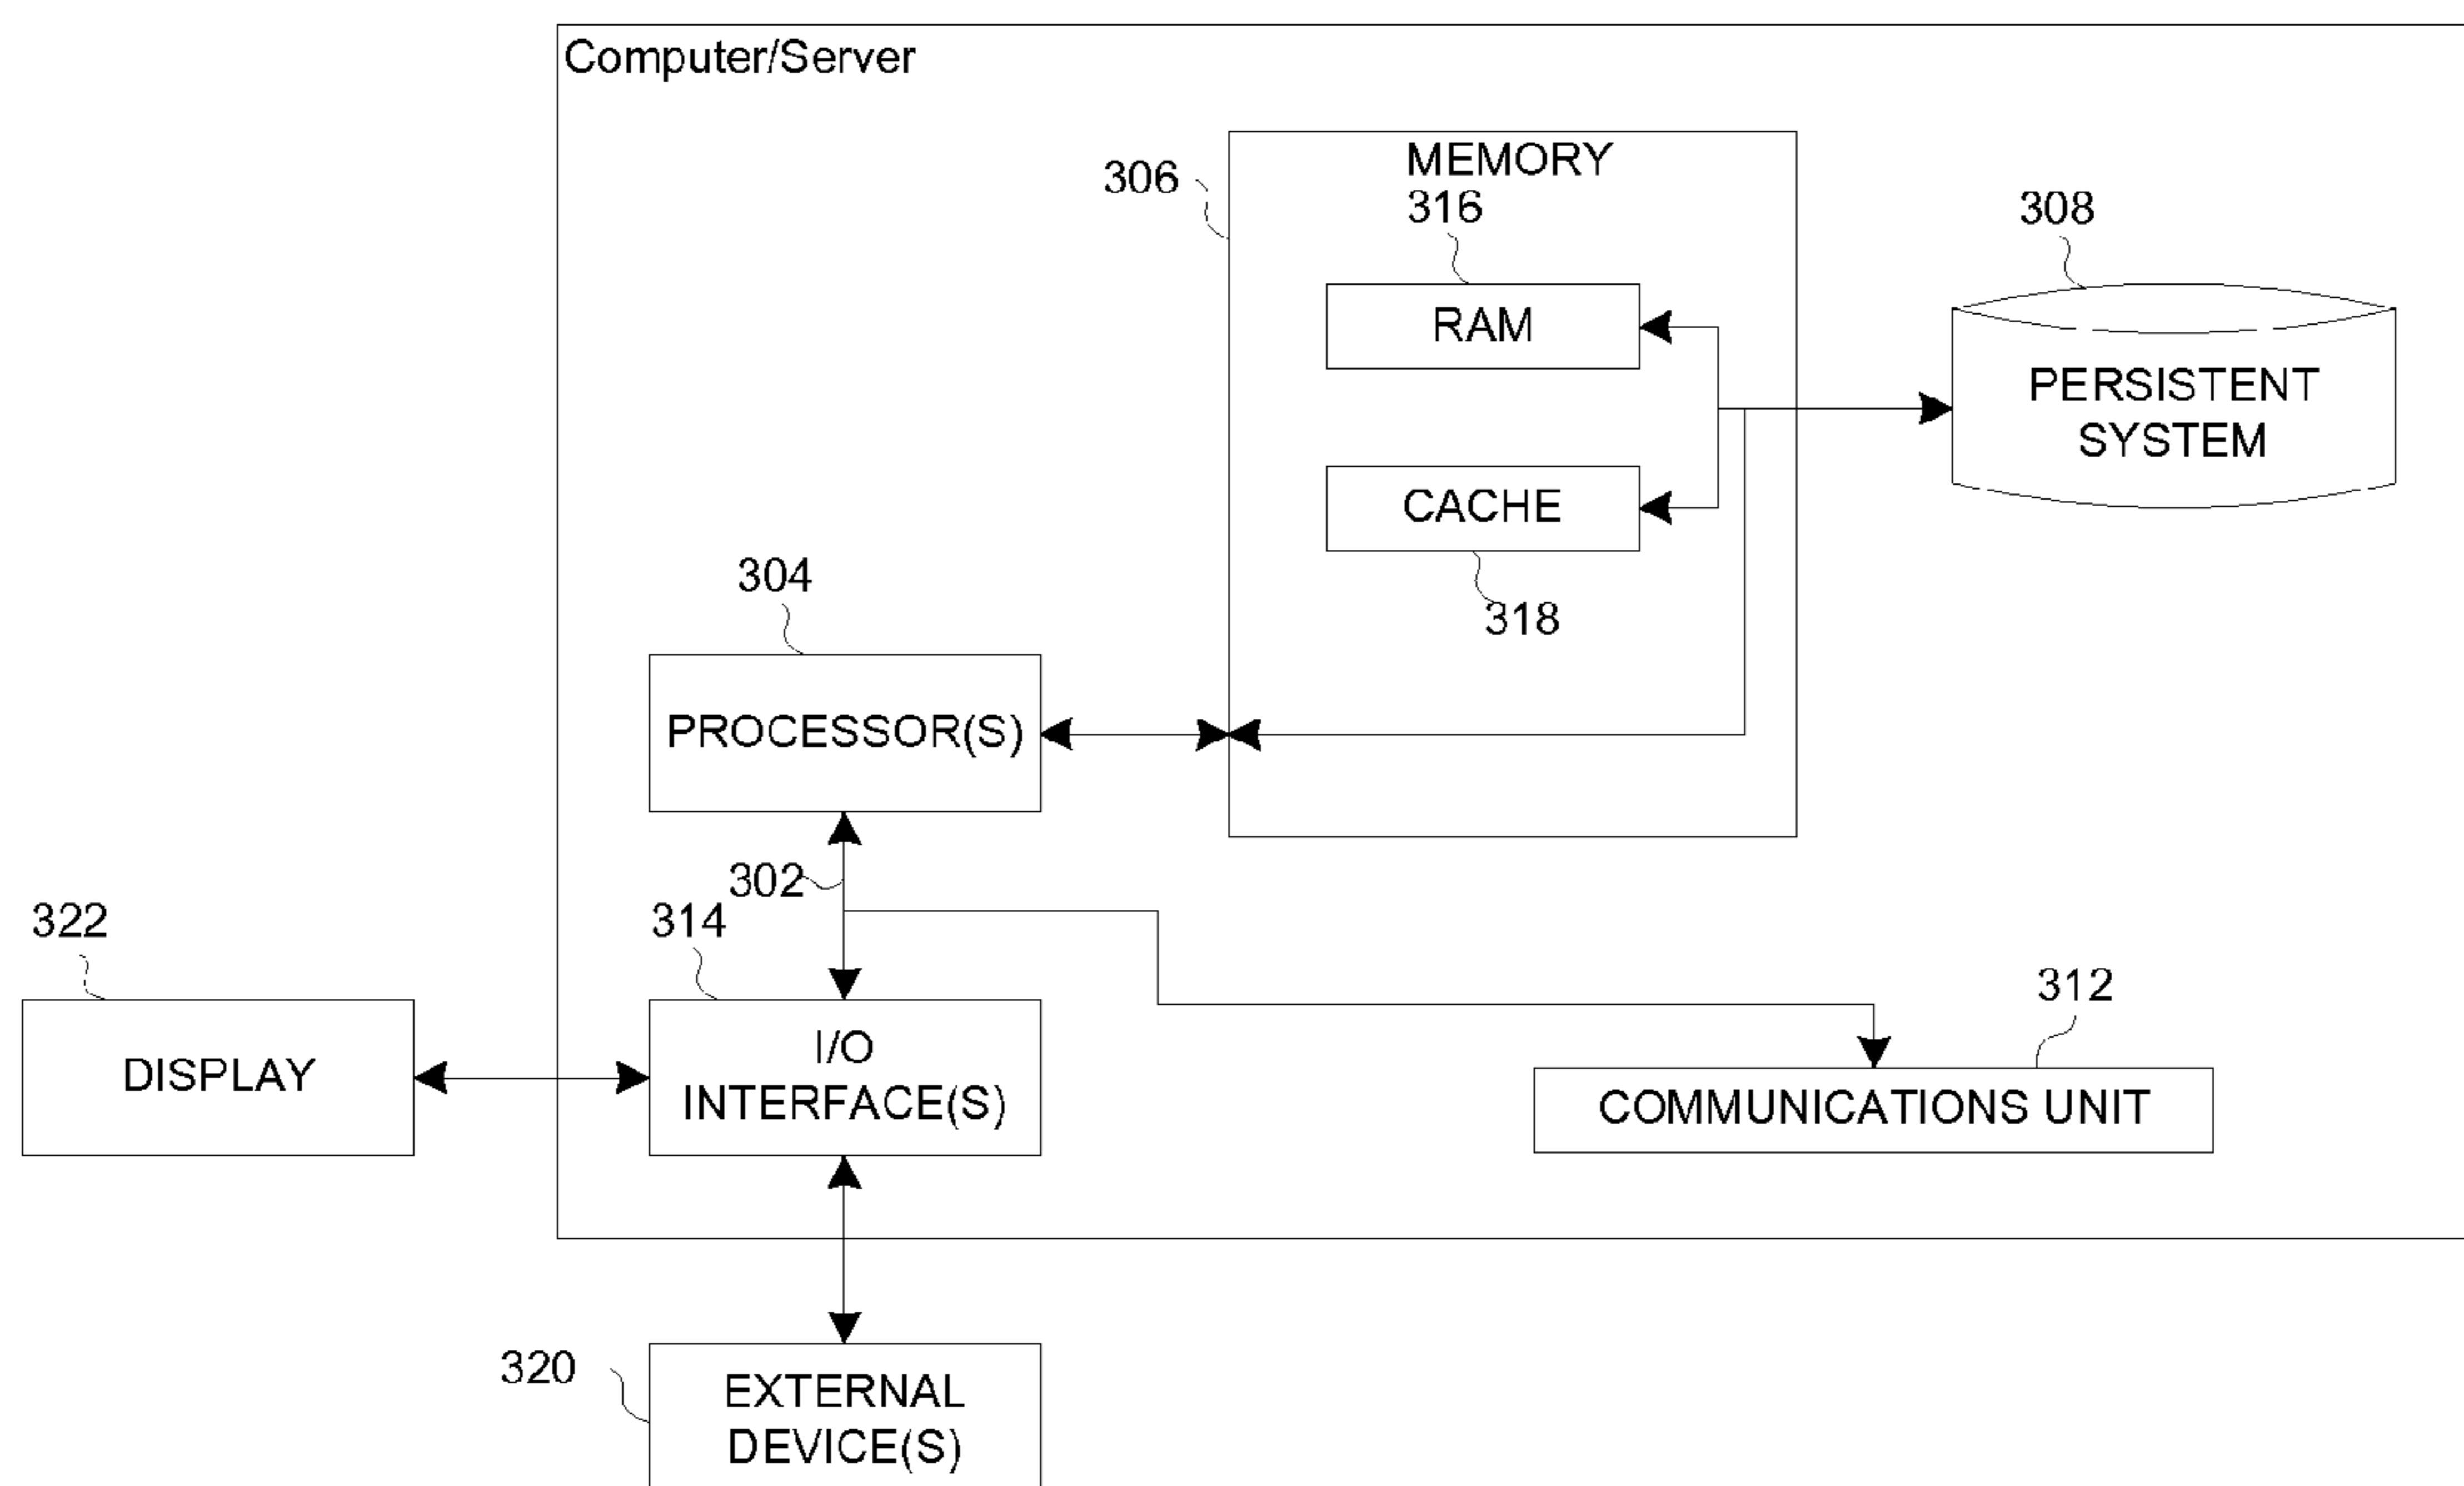 Computer/Server
MEMORY
306
316
308
RAM
PERSISTENT
SYSTEM
CACHE
318
304
PROCESSOR(S)
302
314
322
312
I/O
INTERFACE(S)
DISPLAY
COMMUNICATIONS UNIT
320
EXTERNAL
DEVICE(S)